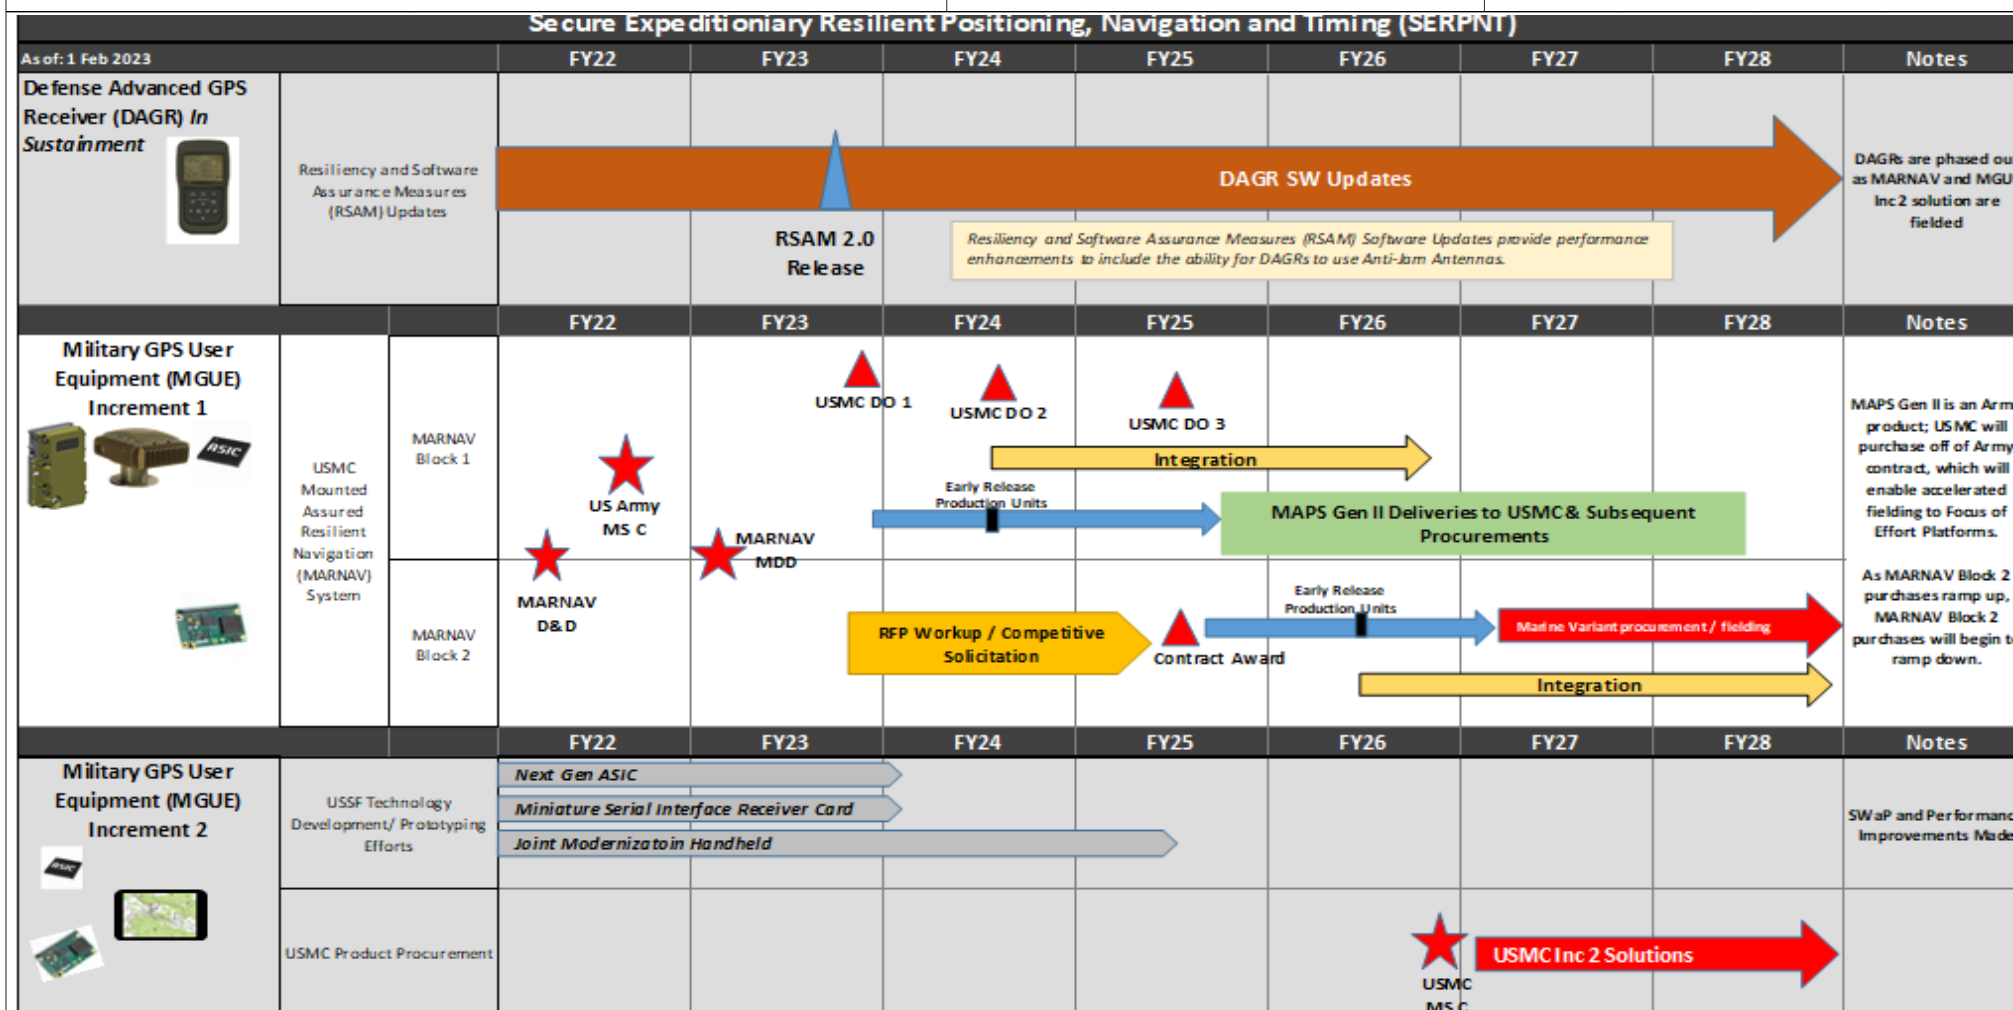 Secure Expeditioniary Resilient Positioning, Navigation and Timing (SERPNT)
As of: 1 Feb 2023 FY22 FY23 FY24 FY25 FY26 FY27 FY28 Notes
Defense Advanced GPS
Receiver (DAGR) In
Sustainment
Resiliency and Software
Assurance Measures
(RSAM) Updates
DAGR SW Updates
RSAM 2.0
Release
Resiliency and Software Assurance Measures (RSAM) Software Updates provide performance
enhancements to include the ability for DAGRs to use Anti-Jam Antennas.
DAGRs are phased ou
as MARNAV and MGU
Inc2 solution are
fielded
FY22 FY23 FY24 FY25 FY26 FY27 FY28 Notes
Military GPS User
Equipment (MGUE)
Increment 1
ASIC
USMC
Mounted
Assured
Resilient
Navigation
(MARNAV)
System
MARNAV
Block 1
MARNAV
Block 2
USMC DO 1
USMC DO 2
USMC DO 3
Integration
US Army
MS C
Early Release
Production Units
MAPS Gen II Deliveries to USMC & Subsequent
Procurements
MARNAV
MDD
MARNAV
D&D
RFP Workup / Competitive
Solicitation
Contract Award
Early Release
Production Units
Marine Variant procurement / fielding
Integration
MAPS Gen II is an Arm
product; USMC will
purchase off of Army
contract, which will
enable accelerated
fielding to Focus of
Effort Platforms.
As MARNAV Block 2
purchases ramp up,
MARNAV Block 2
purchases will begin t
ramp down.
FY22 FY23 FY24 FY25 FY26 FY27 FY28 Notes
Military GPS User
Equipment (MGUE)
Increment 2
ASIC
USSF Technology
Development/ Prototyping
Efforts
Next Gen ASIC
Miniature Serial Interface Receiver Card
Joint Modernizatoin Handheld
SWaP and Performanc
Improvements Made
USMC Product Procurement
USMC
MS C
USMC Inc 2 Solutions